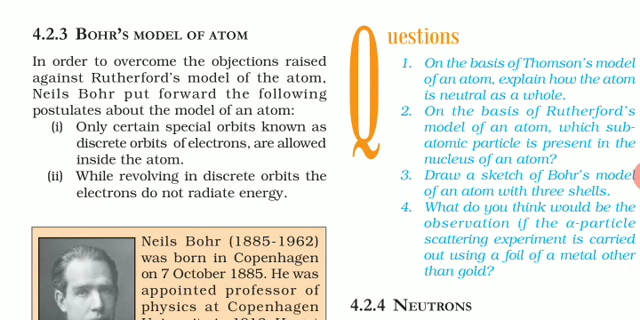 4.2.3 BOHR'S MODEL OF ATOM
In order to overcome the objections raised
against Rutherford's model of the atom,
Neils Bohr put forward the following
postulates about the model of an atom:
(i) Only certain special orbits known as
discrete orbits of electrons, are allowed
inside the atom.
(ii) While revolving in discrete orbits the
electrons do not radiate energy.
Neils Bohr (1885-1962)
was born in Copenhagen
on 7 October 1885. He was
appointed professor of
physics at Copenhagen
Questions
1. On the basis of Thomson's model
of an atom, explain how the atom
is neutral as a whole.
2. On the basis of Rutherford's
model of an atom, which sub-
atomic particle is present in the
nucleus of an atom?
3. Draw a sketch of Bohr's model
of an atom with three shells.
4. What do you think would be the
observation if the α-particle
scattering experiment is carried
out using a foil of a metal other
than gold?
4.2.4 NEUTRONS